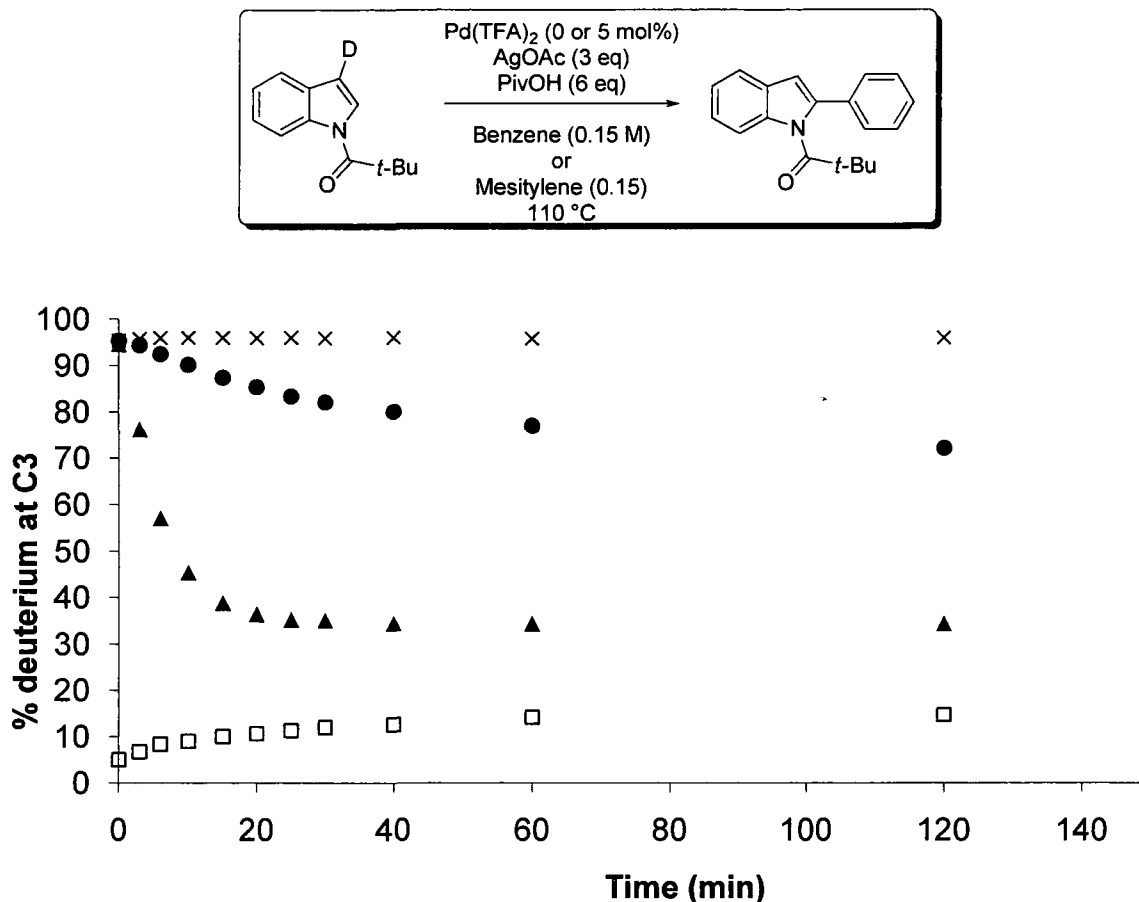 Pd(TFA)₂ (0 or 5 mol%)
AgOAc (3 eq)
PivOH (6 eq)
Benzene (0.15 M)
or
Mesitylene (0.15)
110 °C
D
N
O
t-Bu
N
O
t-Bu
% deuterium at C3
100
90
80
70
60
50
40
30
20
10
0
0 20 40 60 80 100 120 140
Time (min)